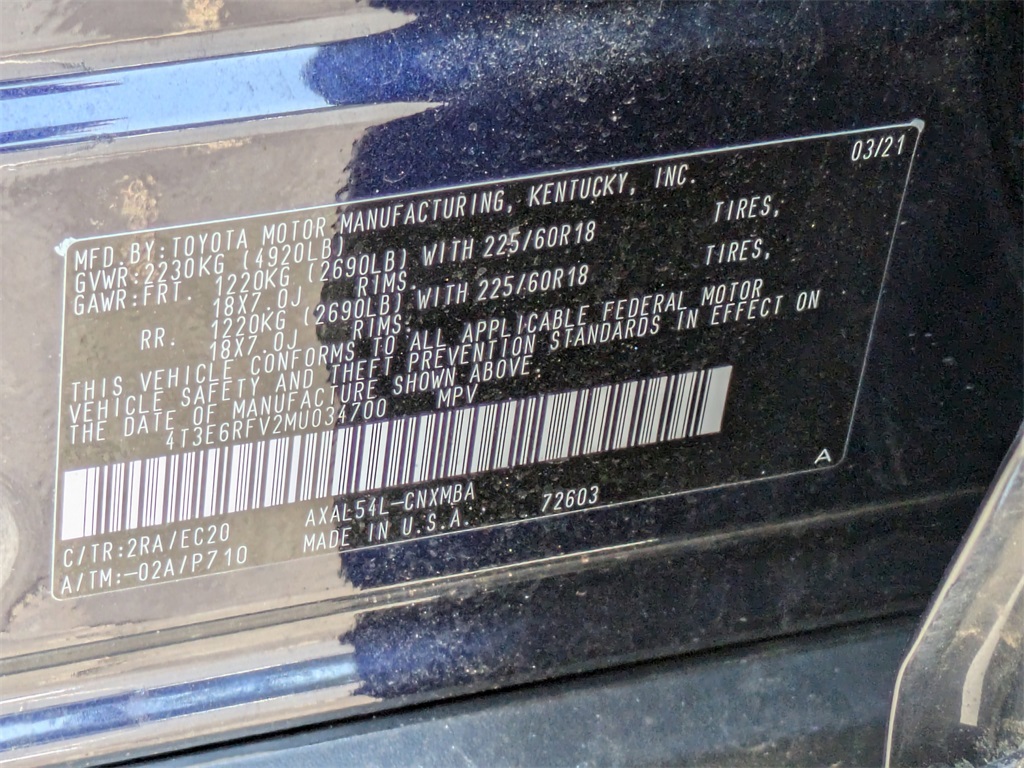 03/21
MFD.BY:TOYOTA MOTOR MANUFACTURING, KENTUCKY, INC.
GVWR:2230KG (4920LB)
GAWR:FRT. 1220KG (2690LB) WITH 225/60R18 TIRES,
18X7.0J RIMS.
RR. 1220KG (2690LB) WITH 225/60R18 TIRES,
18X7.0J RIMS.
THIS VEHICLE CONFORMS TO ALL APPLICABLE FEDERAL MOTOR
VEHICLE SAFETY AND THEFT PREVENTION STANDARDS IN EFFECT ON
THE DATE OF MANUFACTURE SHOWN ABOVE.
4T3E6RFV2MU034700 MPV
A
AXAL54L-CNXMBA 72603
C/TR:2RA/EC20 MADE IN U.S.A.
A/TM:-02A/P710